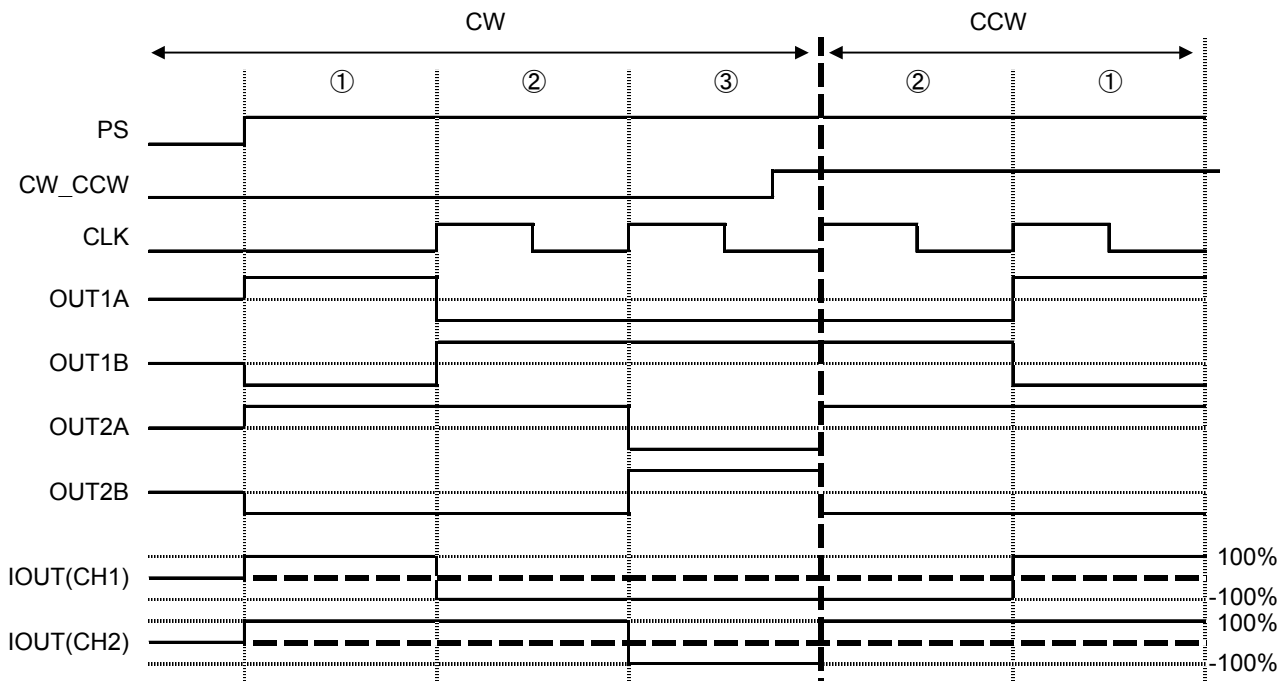 CW CCW
① ② ③ ② ①
PS
CW_CCW
CLK
OUT1A
OUT1B
OUT2A
OUT2B
IOUT(CH1) 100%
-100%
IOUT(CH2) 100%
-100%